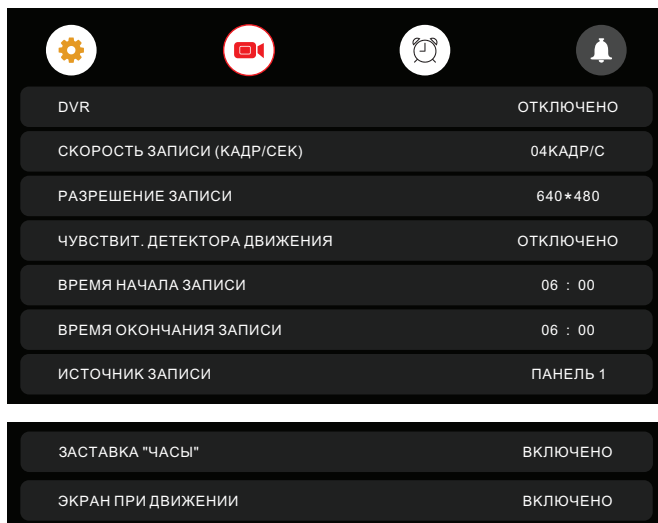 DVR ОТКЛЮЧЕНО
СКОРОСТЬ ЗАПИСИ (КАДР/СЕК) 04КАДР/С
РАЗРЕШЕНИЕ ЗАПИСИ 640*480
ЧУВСТВИТ. ДЕТЕКТОРА ДВИЖЕНИЯ ОТКЛЮЧЕНО
ВРЕМЯ НАЧАЛА ЗАПИСИ 06 : 00
ВРЕМЯ ОКОНЧАНИЯ ЗАПИСИ 06 : 00
ИСТОЧНИК ЗАПИСИ ПАНЕЛЬ 1
ЗАСТАВКА "ЧАСЫ" ВКЛЮЧЕНО
ЭКРАН ПРИ ДВИЖЕНИИ ВКЛЮЧЕНО